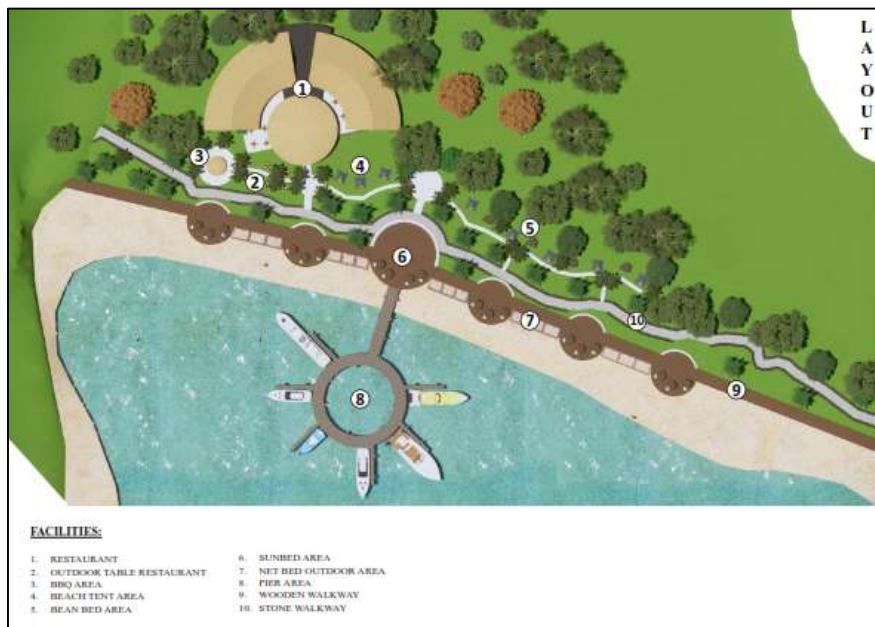 LAYOUT
1
3
4
2
5
6
7
10
8
9
FACILITIES:
1. RESTAURANT
2. OUTDOOR TABLE RESTAURANT
3. BBQ AREA
4. BEACH TENT AREA
5. BEAN BED AREA
6. SUNBED AREA
7. NET BED OUTDOOR AREA
8. PIER AREA
9. WOODEN WALKWAY
10. STONE WALKWAY